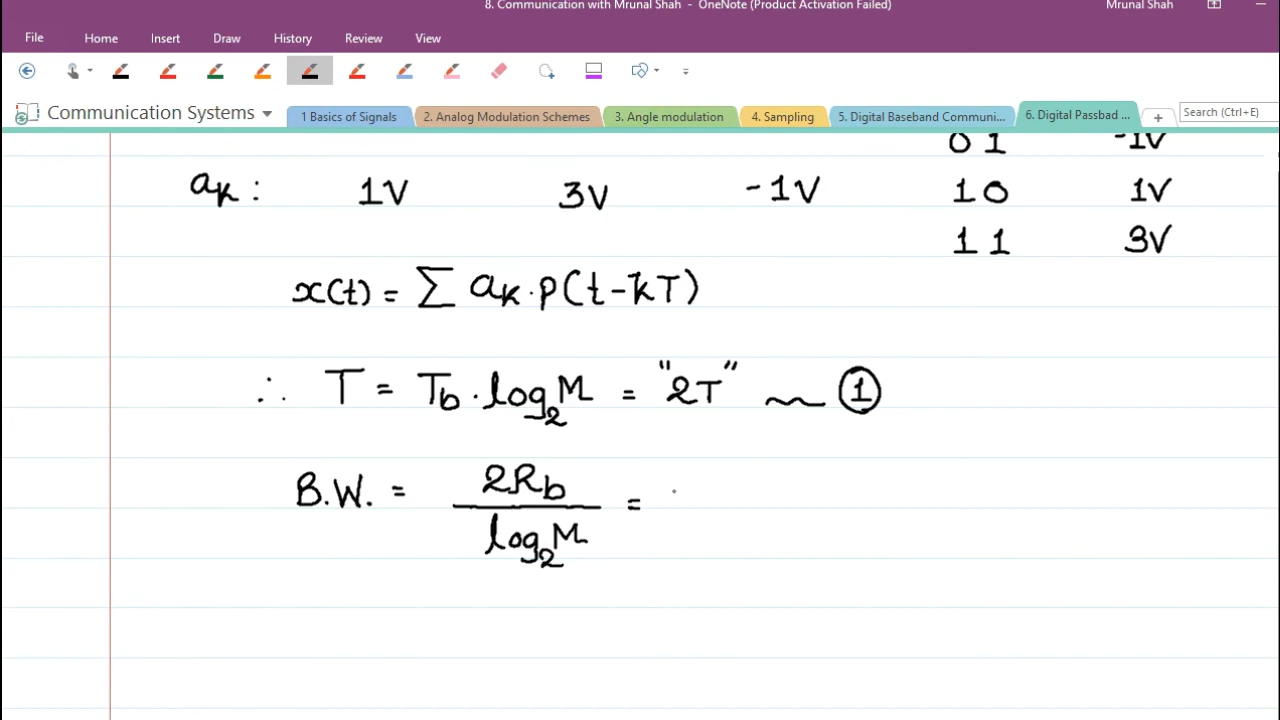 8. Communication with Mrunal Shah - OneNote (Product Activation Failed) Mrunal Shah
File Home Insert Draw History Review View
Communication Systems 1 Basics of Signals 2. Analog Modulation Schemes 3. Angle modulation 4. Sampling 5. Digital Baseband Communi... 6. Digital Passbad ... Search (Ctrl+E)
0 1 -1V
aₖ : 1V 3V -1V 1 0 1V
1 1 3V
x(t) = ∑ aₖ · p(t - kT)
∴ T = T_b · log₂M = "2T" ~~ ①
B.W. = 2R_b / log₂M =